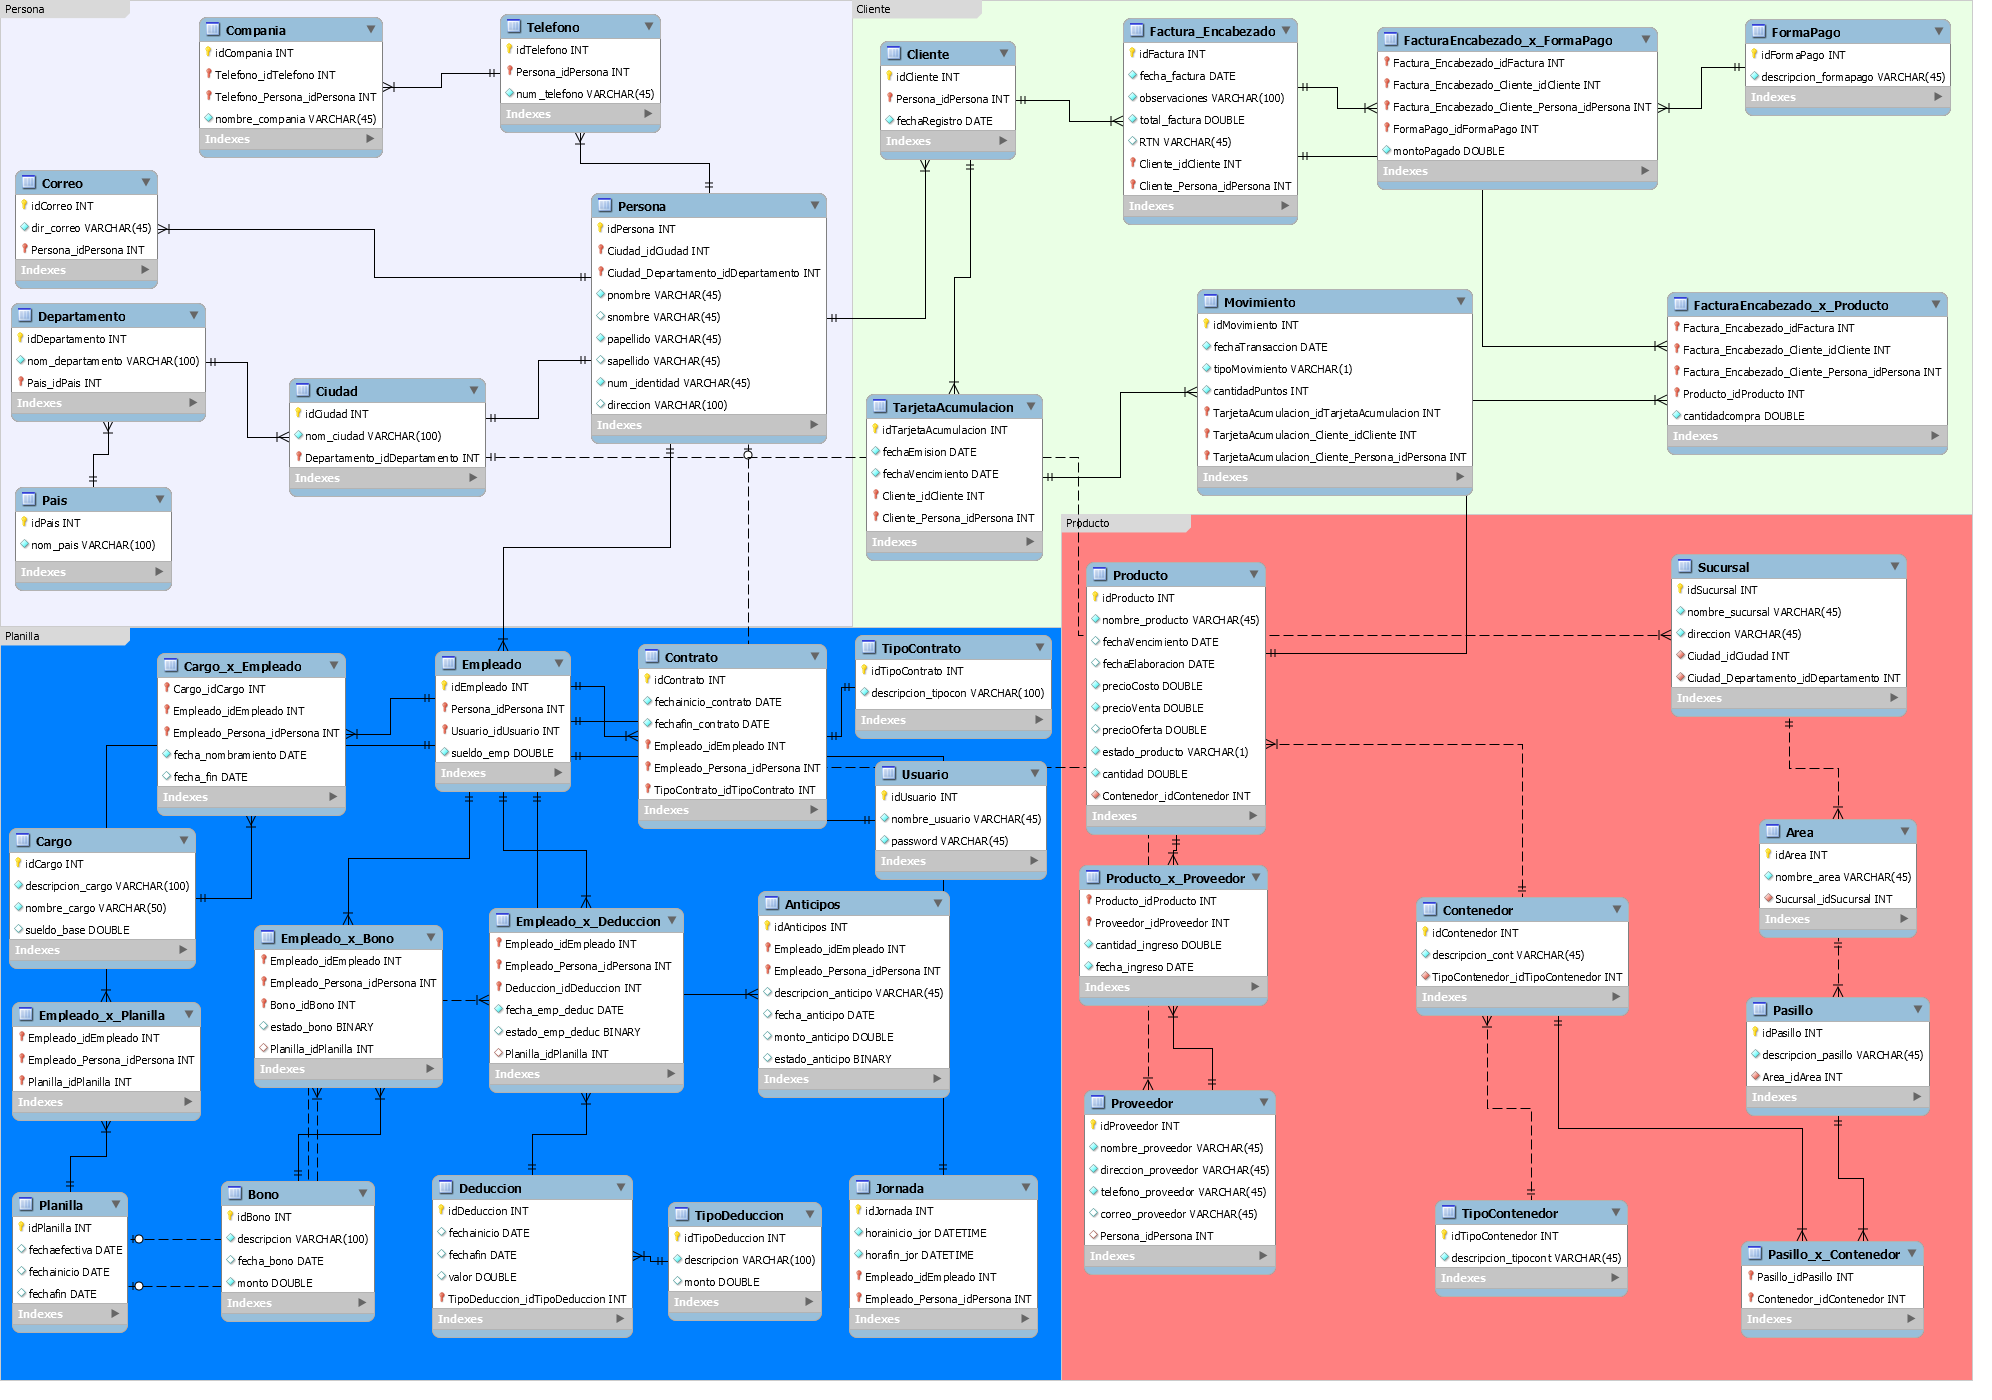 Persona
Compania
idCompania INT
Telefono_idTelefono INT
Telefono_Persona_idPersona INT
nombre_compania VARCHAR(45)
Indexes
Telefono
idTelefono INT
Persona_idPersona INT
num_telefono VARCHAR(45)
Indexes
Correo
idCorreo INT
dir_correo VARCHAR(45)
Persona_idPersona INT
Indexes
Persona
idPersona INT
Ciudad_idCiudad INT
Ciudad_Departamento_idDepartamento INT
pnombre VARCHAR(45)
snombre VARCHAR(45)
papellido VARCHAR(45)
sapellido VARCHAR(45)
num_identidad VARCHAR(45)
direccion VARCHAR(100)
Indexes
Departamento
idDepartamento INT
nom_departamento VARCHAR(100)
Pais_idPais INT
Indexes
Ciudad
idCiudad INT
nom_ciudad VARCHAR(100)
Departamento_idDepartamento INT
Indexes
Pais
idPais INT
nom_pais VARCHAR(100)
Indexes
Cliente
Cliente
idCliente INT
Persona_idPersona INT
fechaRegistro DATE
Indexes
Factura_Encabezado
idFactura INT
fecha_factura DATE
observaciones VARCHAR(100)
total_factura DOUBLE
RTN VARCHAR(45)
Cliente_idCliente INT
Cliente_Persona_idPersona INT
Indexes
FacturaEncabezado_x_FormaPago
Factura_Encabezado_idFactura INT
Factura_Encabezado_Cliente_idCliente INT
Factura_Encabezado_Cliente_Persona_idPersona INT
FormaPago_idFormaPago INT
montoPagado DOUBLE
Indexes
FormaPago
idFormaPago INT
descripcion_formapago VARCHAR(45)
Indexes
Movimiento
idMovimiento INT
fechaTransaccion DATE
tipoMovimiento VARCHAR(1)
cantidadPuntos INT
TarjetaAcumulacion_idTarjetaAcumulacion INT
TarjetaAcumulacion_Cliente_idCliente INT
TarjetaAcumulacion_Cliente_Persona_idPersona INT
Indexes
FacturaEncabezado_x_Producto
Factura_Encabezado_idFactura INT
Factura_Encabezado_Cliente_idCliente INT
Factura_Encabezado_Cliente_Persona_idPersona INT
Producto_idProducto INT
cantidadcompra DOUBLE
Indexes
TarjetaAcumulacion
idTarjetaAcumulacion INT
fechaEmision DATE
fechaVencimiento DATE
Cliente_idCliente INT
Cliente_Persona_idPersona INT
Indexes
Planilla
Cargo_x_Empleado
Cargo_idCargo INT
Empleado_idEmpleado INT
Empleado_Persona_idPersona INT
fecha_nombramiento DATE
fecha_fin DATE
Indexes
Empleado
idEmpleado INT
Persona_idPersona INT
Usuario_idUsuario INT
sueldo_emp DOUBLE
Indexes
Contrato
idContrato INT
fechainicio_contrato DATE
fechafin_contrato DATE
Empleado_idEmpleado INT
Empleado_Persona_idPersona INT
TipoContrato_idTipoContrato INT
Indexes
TipoContrato
idTipoContrato INT
descripcion_tipocon VARCHAR(100)
Indexes
Usuario
idUsuario INT
nombre_usuario VARCHAR(45)
password VARCHAR(45)
Indexes
Cargo
idCargo INT
descripcion_cargo VARCHAR(100)
nombre_cargo VARCHAR(50)
sueldo_base DOUBLE
Indexes
Empleado_x_Bono
Empleado_idEmpleado INT
Empleado_Persona_idPersona INT
Bono_idBono INT
estado_bono BINARY
Planilla_idPlanilla INT
Indexes
Empleado_x_Deduccion
Empleado_idEmpleado INT
Empleado_Persona_idPersona INT
Deduccion_idDeduccion INT
fecha_emp_deduc DATE
estado_emp_deduc BINARY
Planilla_idPlanilla INT
Indexes
Anticipos
idAnticipos INT
Empleado_idEmpleado INT
Empleado_Persona_idPersona INT
descripcion_anticipo VARCHAR(45)
fecha_anticipo DATE
monto_anticipo DOUBLE
estado_anticipo BINARY
Indexes
Empleado_x_Planilla
Empleado_idEmpleado INT
Empleado_Persona_idPersona INT
Planilla_idPlanilla INT
Indexes
Planilla
idPlanilla INT
fechaefectiva DATE
fechainicio DATE
fechafin DATE
Indexes
Bono
idBono INT
descripcion VARCHAR(100)
fecha_bono DATE
monto DOUBLE
Indexes
Deduccion
idDeduccion INT
fechainicio DATE
fechafin DATE
valor DOUBLE
TipoDeduccion_idTipoDeduccion INT
Indexes
TipoDeduccion
idTipoDeduccion INT
descripcion VARCHAR(100)
monto DOUBLE
Indexes
Jornada
idJornada INT
horainicio_jor DATETIME
horafin_jor DATETIME
Empleado_idEmpleado INT
Empleado_Persona_idPersona INT
Indexes
Producto
Producto
idProducto INT
nombre_producto VARCHAR(45)
fechaVencimiento DATE
fechaElaboracion DATE
precioCosto DOUBLE
precioVenta DOUBLE
precioOferta DOUBLE
estado_producto VARCHAR(1)
cantidad DOUBLE
Contenedor_idContenedor INT
Indexes
Sucursal
idSucursal INT
nombre_sucursal VARCHAR(45)
direccion VARCHAR(45)
Ciudad_idCiudad INT
Ciudad_Departamento_idDepartamento INT
Indexes
Area
idArea INT
nombre_area VARCHAR(45)
Sucursal_idSucursal INT
Indexes
Producto_x_Proveedor
Producto_idProducto INT
Proveedor_idProveedor INT
cantidad_ingreso DOUBLE
fecha_ingreso DATE
Indexes
Contenedor
idContenedor INT
descripcion_cont VARCHAR(45)
TipoContenedor_idTipoContenedor INT
Indexes
Pasillo
idPasillo INT
descripcion_pasillo VARCHAR(45)
Area_idArea INT
Indexes
Proveedor
idProveedor INT
nombre_proveedor VARCHAR(45)
direccion_proveedor VARCHAR(45)
telefono_proveedor VARCHAR(45)
correo_proveedor VARCHAR(45)
Persona_idPersona INT
Indexes
TipoContenedor
idTipoContenedor INT
descripcion_tipocont VARCHAR(45)
Indexes
Pasillo_x_Contenedor
Pasillo_idPasillo INT
Contenedor_idContenedor INT
Indexes